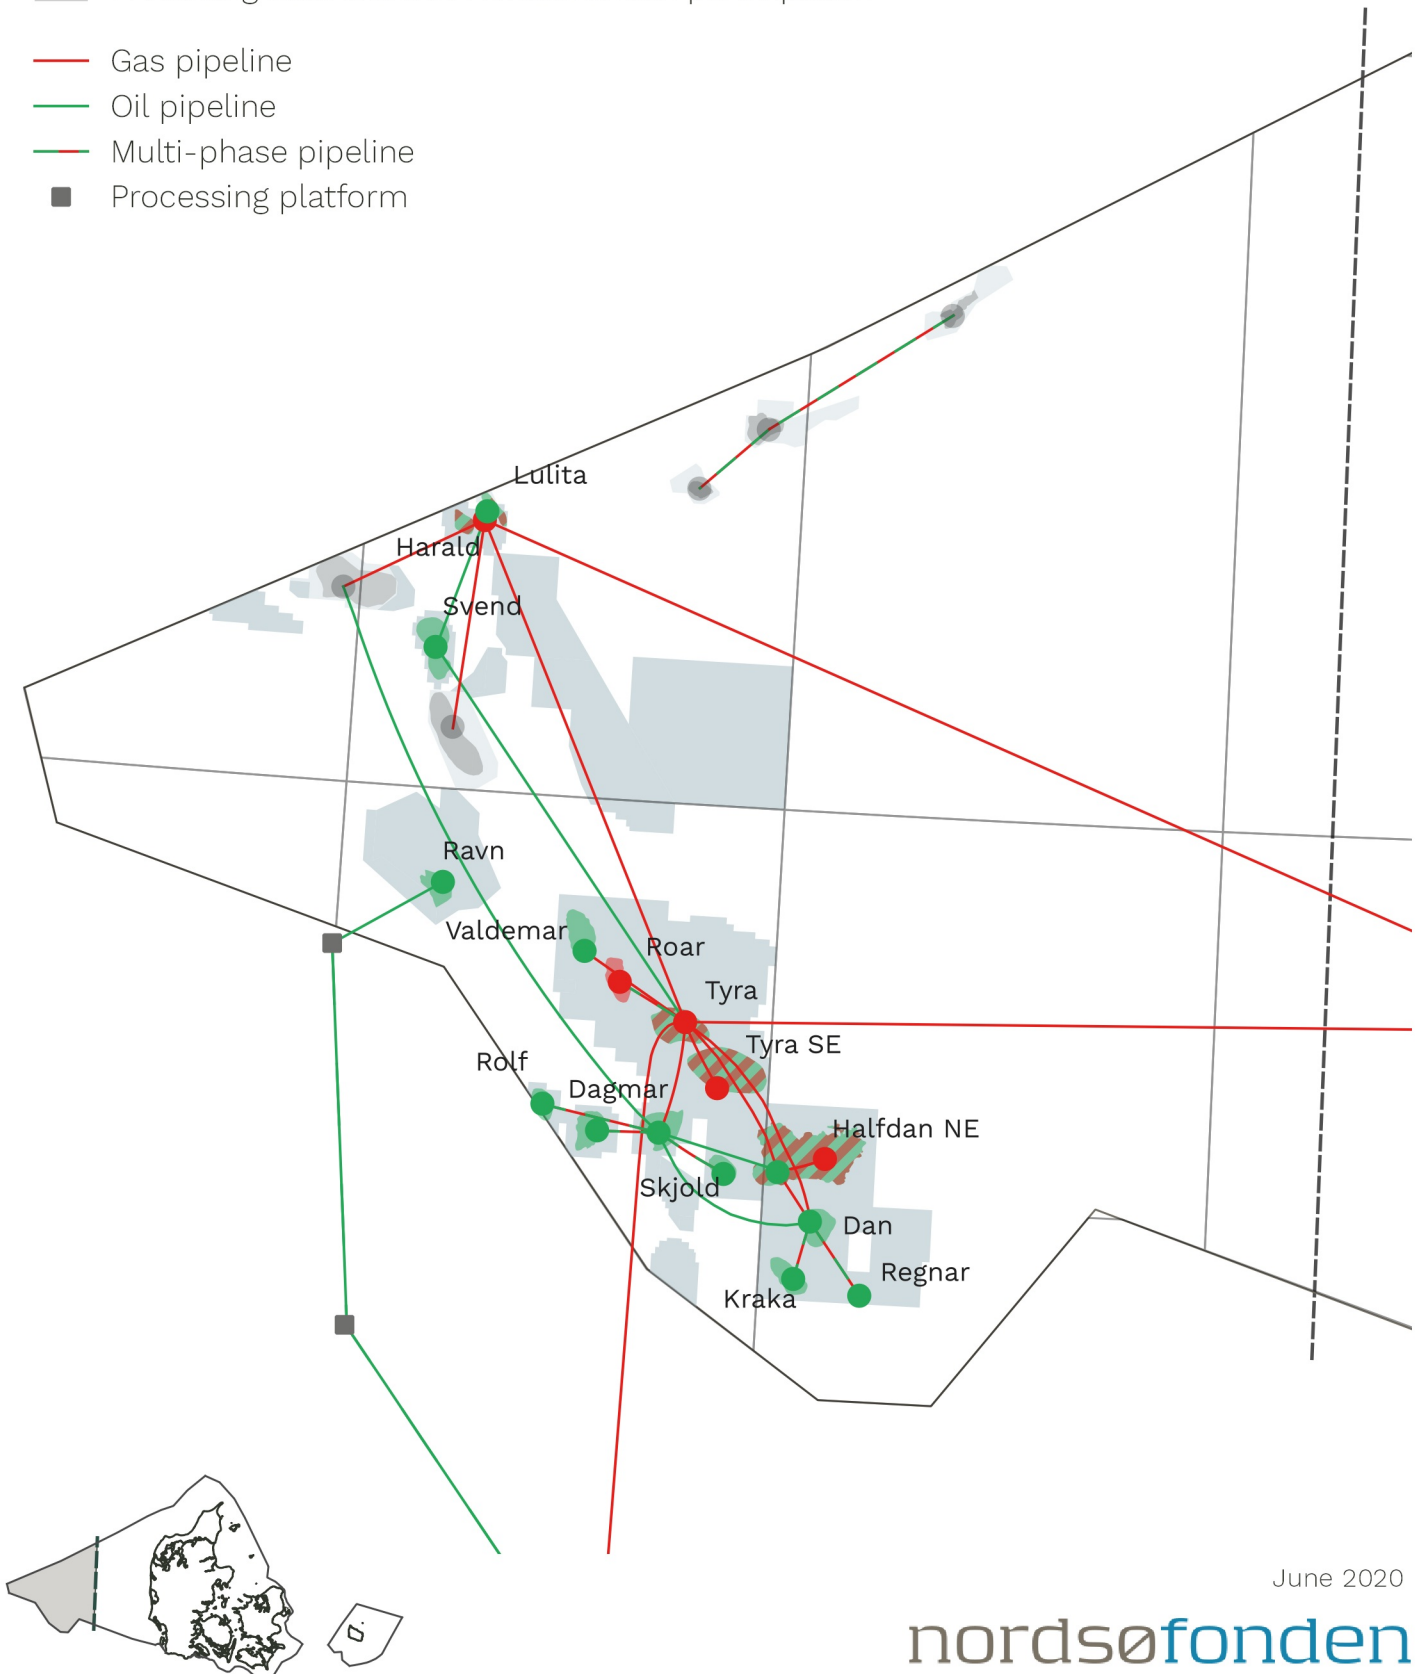 Gas pipeline
Oil pipeline
Multi-phase pipeline
Processing platform
Lulita
Harald
Svend
Ravn
Valdemar
Roar
Tyra
Tyra SE
Rolf
Dagmar
Halfdan NE
Skjold
Dan
Regnar
Kraka
June 2020
nordsøfonden